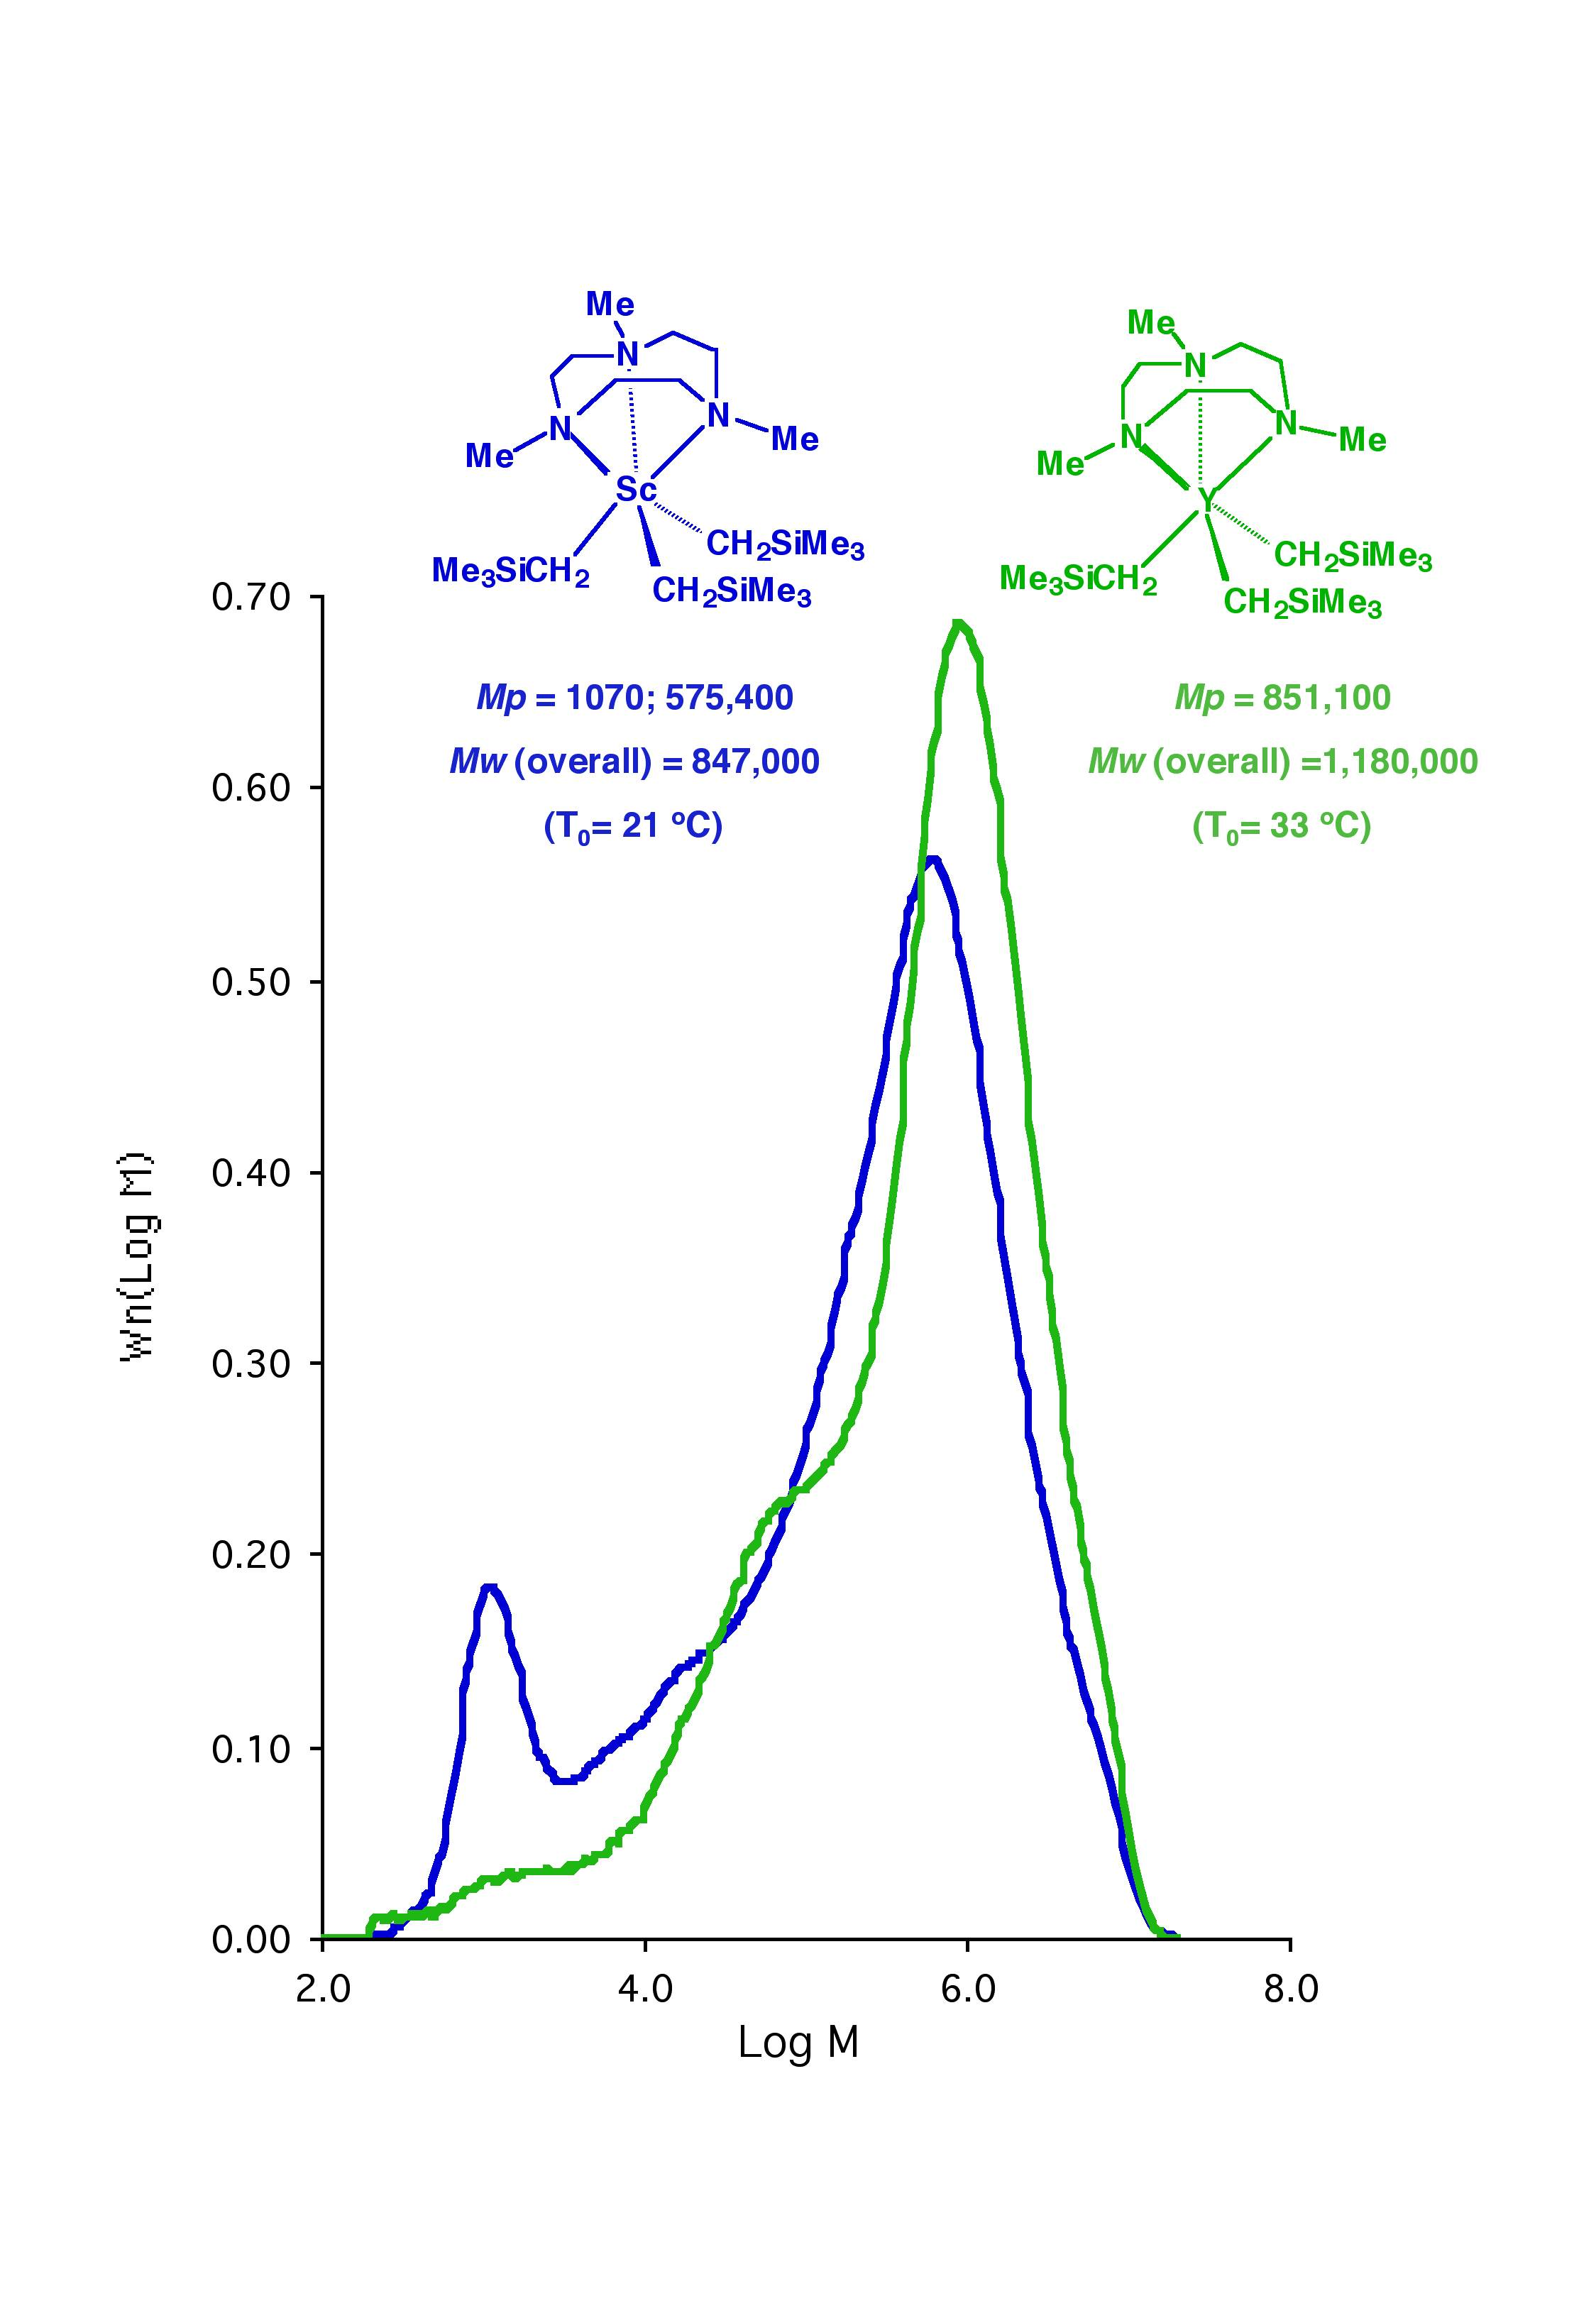 Me
N
N
N
Me
Me
Sc
CH2SiMe3
Me3SiCH2
CH2SiMe3
Me
N
N
N
Me
Me
Y
CH2SiMe3
Me3SiCH2
CH2SiMe3
Mp = 1070; 575,400
Mw (overall) = 847,000
(T0= 21 ºC)
Mp = 851,100
Mw (overall) =1,180,000
(T0= 33 ºC)
0.70
0.60
0.50
0.40
0.30
0.20
0.10
0.00
Wn(Log M)
2.0 4.0 6.0 8.0
Log M